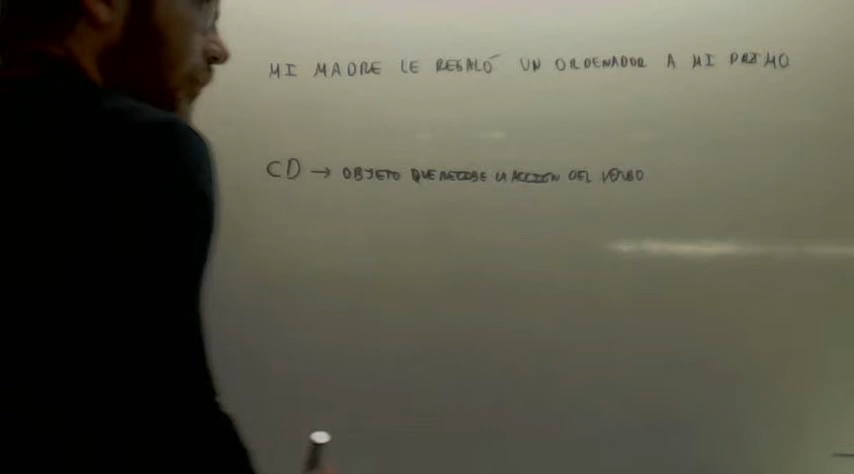 MI MADRE LE REGALÓ UN ORDENADOR A MI PRIMO
CD → OBJETO QUE RECIBE LA ACCION DEL VERBO